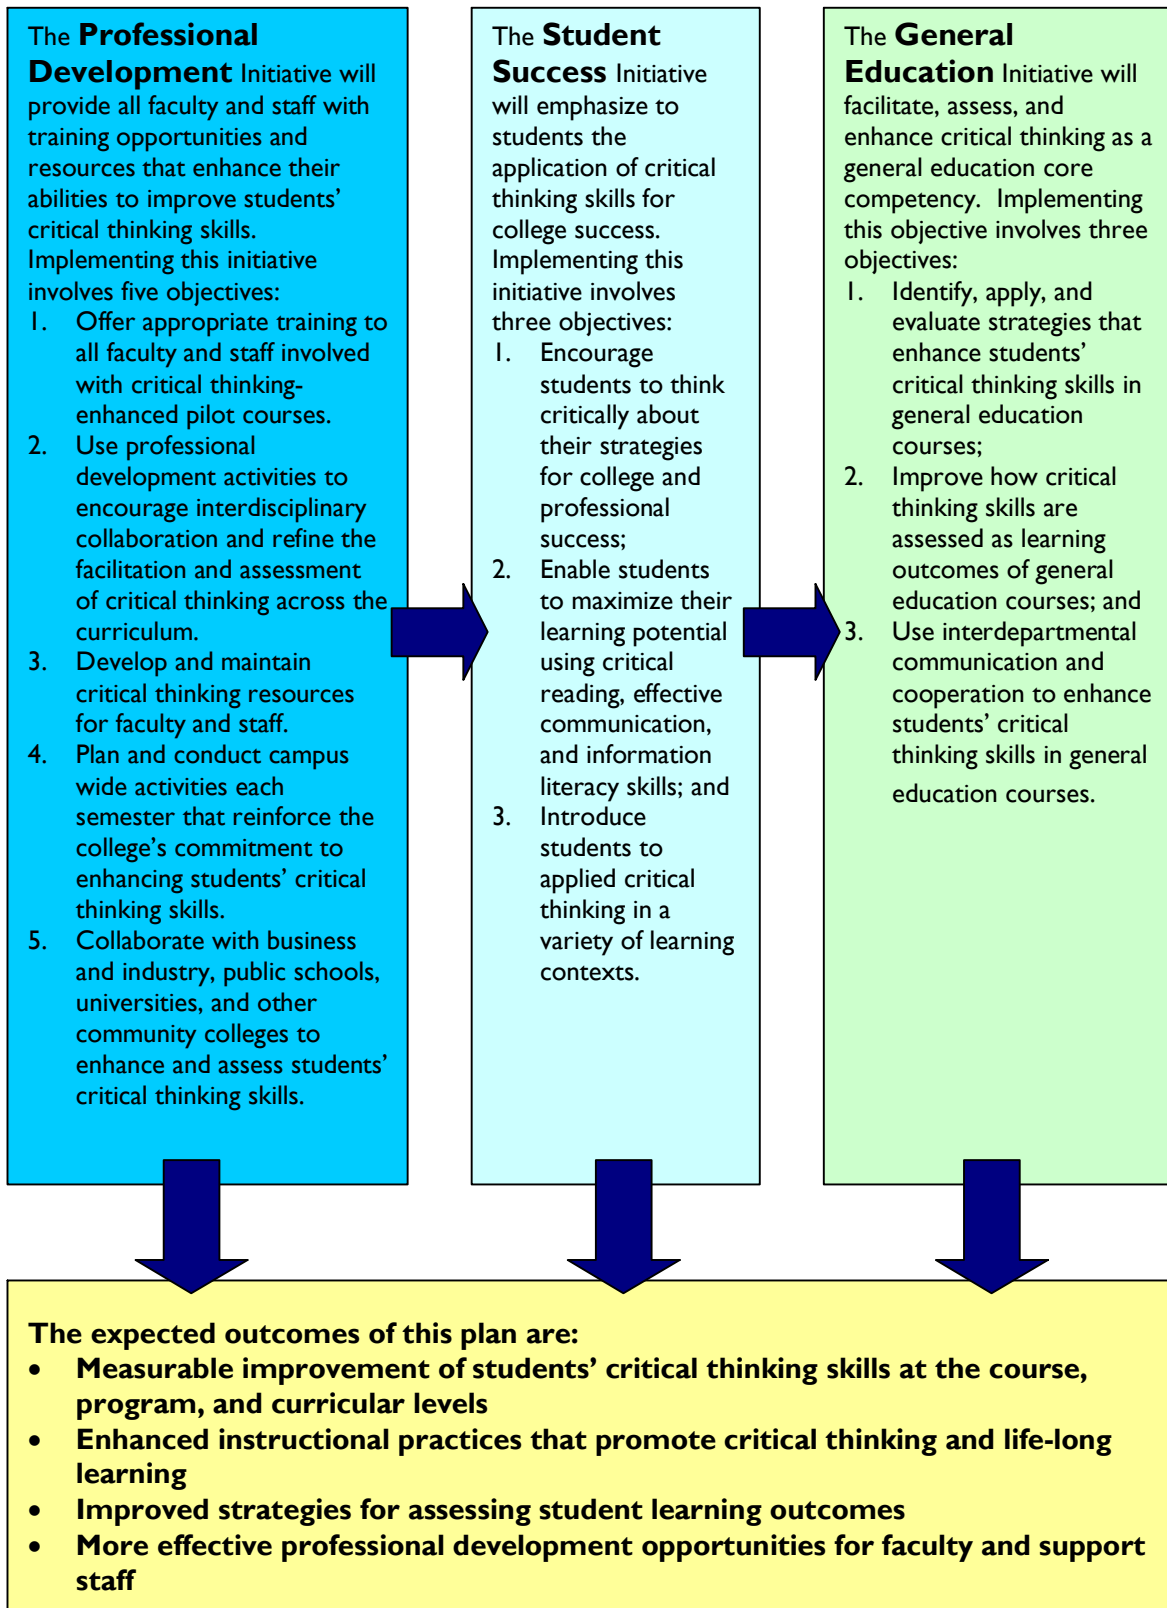 The Professional
Development Initiative will
provide all faculty and staff with
training opportunities and
resources that enhance their
abilities to improve students’
critical thinking skills.
Implementing this initiative
involves five objectives:
1. Offer appropriate training to
all faculty and staff involved
with critical thinking-
enhanced pilot courses.
2. Use professional
development activities to
encourage interdisciplinary
collaboration and refine the
facilitation and assessment
of critical thinking across the
curriculum.
3. Develop and maintain
critical thinking resources
for faculty and staff.
4. Plan and conduct campus
wide activities each
semester that reinforce the
college’s commitment to
enhancing students’ critical
thinking skills.
5. Collaborate with business
and industry, public schools,
universities, and other
community colleges to
enhance and assess students’
critical thinking skills.
The Student
Success Initiative
will emphasize to
students the
application of critical
thinking skills for
college success.
Implementing this
initiative involves
three objectives:
1. Encourage
students to think
critically about
their strategies
for college and
professional
success;
2. Enable students
to maximize their
learning potential
using critical
reading, effective
communication,
and information
literacy skills; and
3. Introduce
students to
applied critical
thinking in a
variety of learning
contexts.
The General
Education Initiative will
facilitate, assess, and
enhance critical thinking as a
general education core
competency.  Implementing
this objective involves three
objectives:
1. Identify, apply, and
evaluate strategies that
enhance students’
critical thinking skills in
general education
courses;
2. Improve how critical
thinking skills are
assessed as learning
outcomes of general
education courses; and
3. Use interdepartmental
communication and
cooperation to enhance
students’ critical
thinking skills in general
education courses.
The expected outcomes of this plan are:
• Measurable improvement of students’ critical thinking skills at the course,
program, and curricular levels
• Enhanced instructional practices that promote critical thinking and life-long
learning
• Improved strategies for assessing student learning outcomes
• More effective professional development opportunities for faculty and support
staff